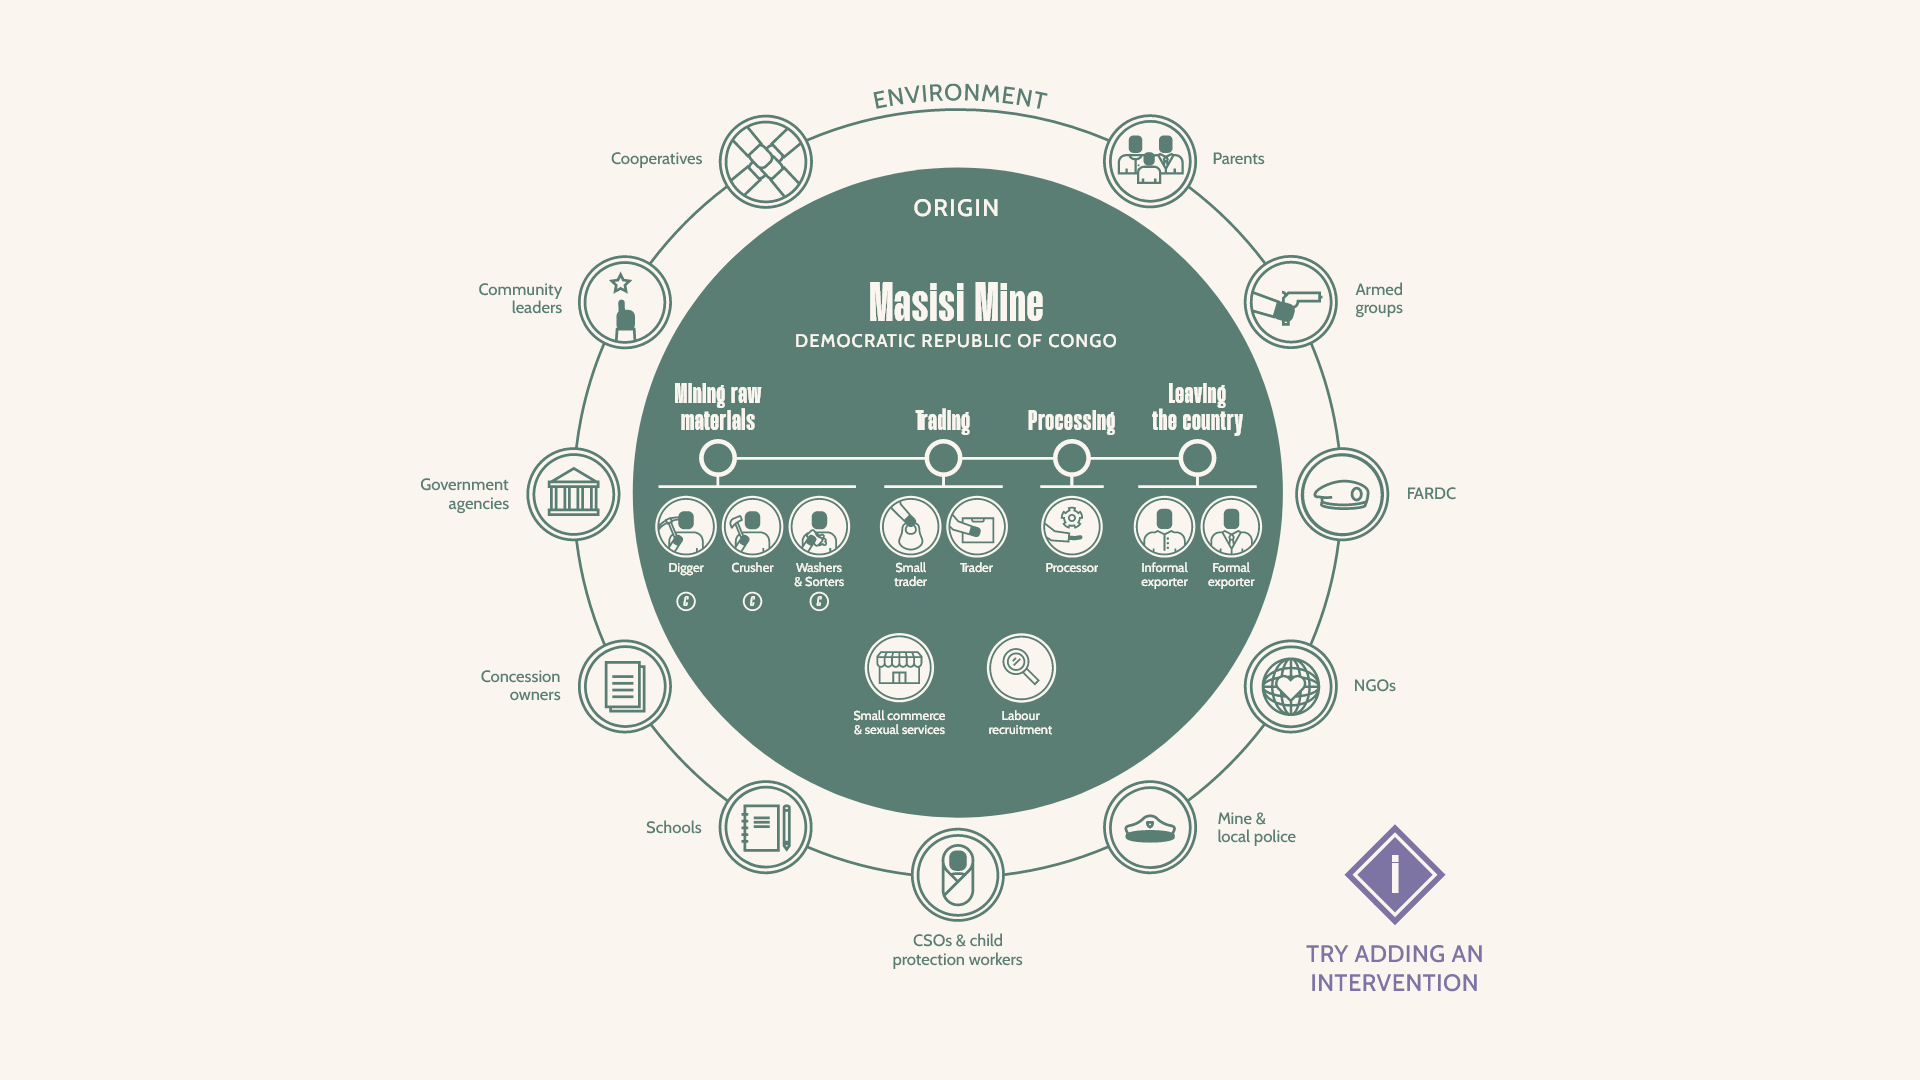 ENVIRONMENT
Cooperatives
Parents
ORIGIN
Community
leaders
Armed
groups
Masisi Mine
DEMOCRATIC REPUBLIC OF CONGO
Mining raw
materials
Trading
Processing
Leaving
the country
Government
agencies
FARDC
Digger
Crusher
Washers
& Sorters
Small
trader
Trader
Processor
Informal
exporter
Formal
exporter
C
C
C
Concession
owners
NGOs
Small commerce
& sexual services
Labour
recruitment
Schools
Mine &
local police
i
CSOs & child
protection workers
TRY ADDING AN
INTERVENTION